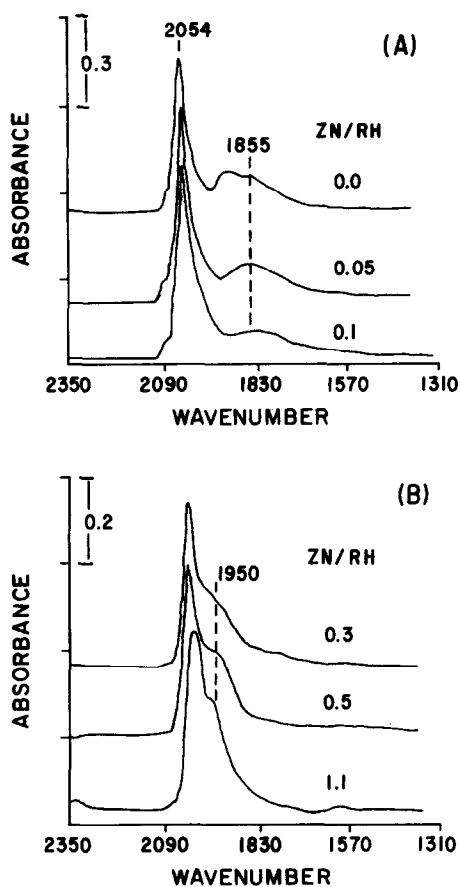 2054
(A)
0.3
ZN/RH
1855
0.0
0.05
0.1
ABSORBANCE
2350 2090 1830 1570 1310
WAVENUMBER
(B)
0.2
ZN/RH
1950
0.3
0.5
1.1
ABSORBANCE
2350 2090 1830 1570 1310
WAVENUMBER